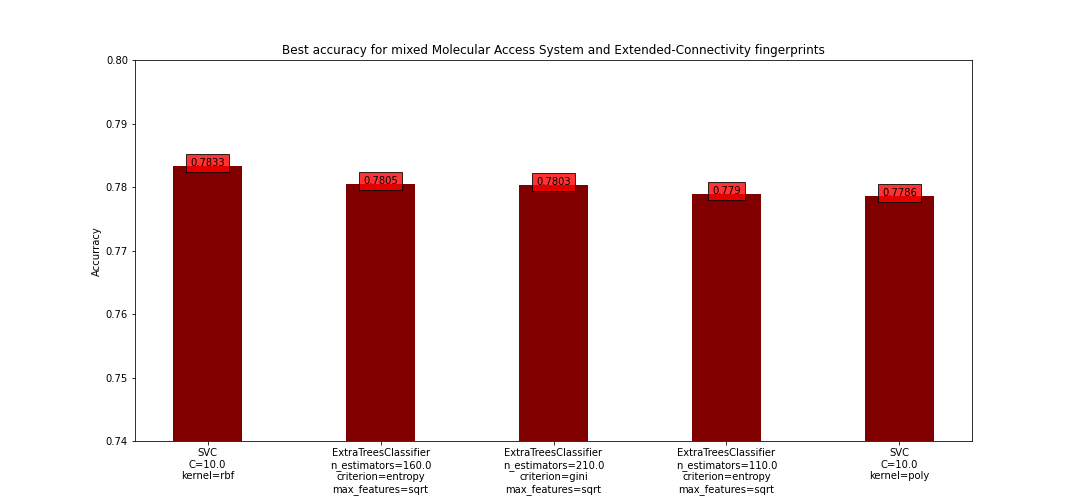 Best accuracy for mixed Molecular Access System and Extended-Connectivity fingerprints
Accurracy
0.80
0.79
0.78
0.77
0.76
0.75
0.74
0.7833
0.7805
0.7803
0.779
0.7786
SVC
C=10.0
kernel=rbf
ExtraTreesClassifier
n_estimators=160.0
criterion=entropy
max_features=sqrt
ExtraTreesClassifier
n_estimators=210.0
criterion=gini
max_features=sqrt
ExtraTreesClassifier
n_estimators=110.0
criterion=entropy
max_features=sqrt
SVC
C=10.0
kernel=poly